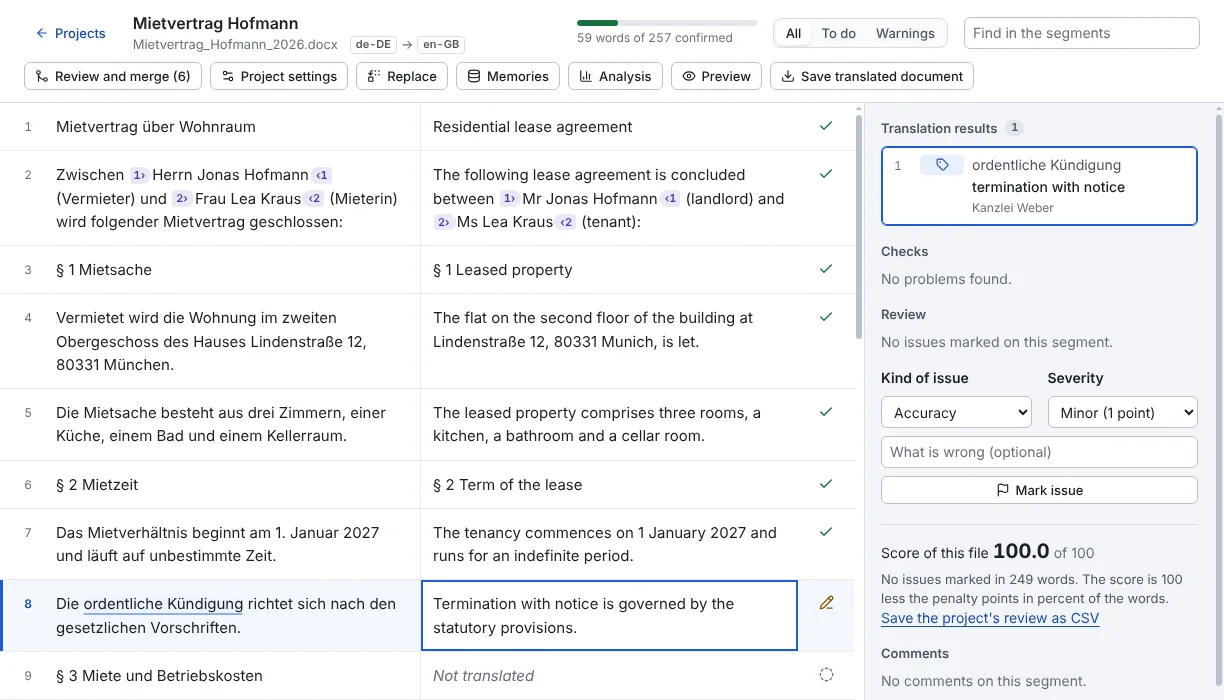 Projects
Mietvertrag Hofmann
Mietvertrag_Hofmann_2026.docx de-DE → en-GB
59 words of 257 confirmed
All To do Warnings
Find in the segments
Review and merge (6) Project settings Replace Memories Analysis Preview Save translated document
1 Mietvertrag über Wohnraum
Residential lease agreement
2 Zwischen 1› Herrn Jonas Hofmann ‹1
(Vermieter) und 2› Frau Lea Kraus ‹2 (Mieterin)
wird folgender Mietvertrag geschlossen:
The following lease agreement is concluded
between 1› Mr Jonas Hofmann ‹1 (landlord) and
2› Ms Lea Kraus ‹2 (tenant):
3 § 1 Mietsache
§ 1 Leased property
4 Vermietet wird die Wohnung im zweiten
Obergeschoss des Hauses Lindenstraße 12,
80331 München.
The flat on the second floor of the building at
Lindenstraße 12, 80331 Munich, is let.
5 Die Mietsache besteht aus drei Zimmern, einer
Küche, einem Bad und einem Kellerraum.
The leased property comprises three rooms, a
kitchen, a bathroom and a cellar room.
6 § 2 Mietzeit
§ 2 Term of the lease
7 Das Mietverhältnis beginnt am 1. Januar 2027
und läuft auf unbestimmte Zeit.
The tenancy commences on 1 January 2027 and
runs for an indefinite period.
8 Die ordentliche Kündigung richtet sich nach den
gesetzlichen Vorschriften.
Termination with notice is governed by the
statutory provisions.
9 § 3 Miete und Betriebskosten
Not translated
Translation results 1
1 ordentliche Kündigung
termination with notice
Kanzlei Weber
Checks
No problems found.
Review
No issues marked on this segment.
Kind of issue Severity
Accuracy Minor (1 point)
What is wrong (optional)
Mark issue
Score of this file 100.0 of 100
No issues marked in 249 words. The score is 100
less the penalty points in percent of the words.
Save the project's review as CSV
Comments
No comments on this segment.